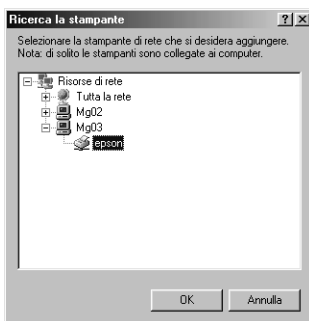 Ricerca la stampante
Selezionare la stampante di rete che si desidera aggiungere.
Nota: di solito le stampanti sono collegate ai computer.
Risorse di rete
Tutta la rete
Mg02
Mg03
epson
OK Annulla